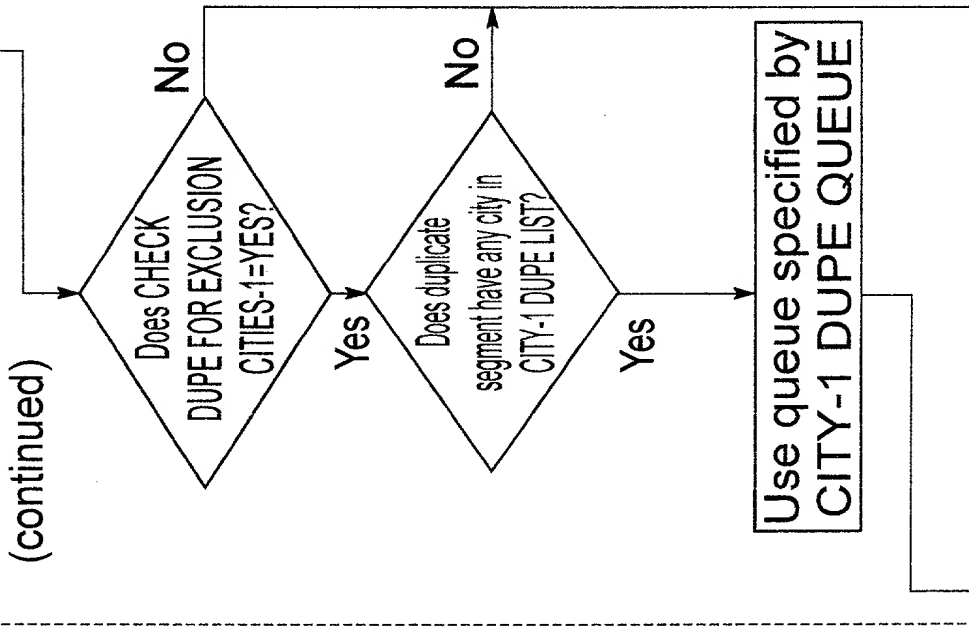 (continued)
Does CHECK
DUPE FOR EXCLUSION
CITIES-1=YES?
No
Yes
Does duplicate
segment have any city in
CITY-1 DUPE LIST?
No
Yes
Use queue specified by
CITY-1 DUPE QUEUE